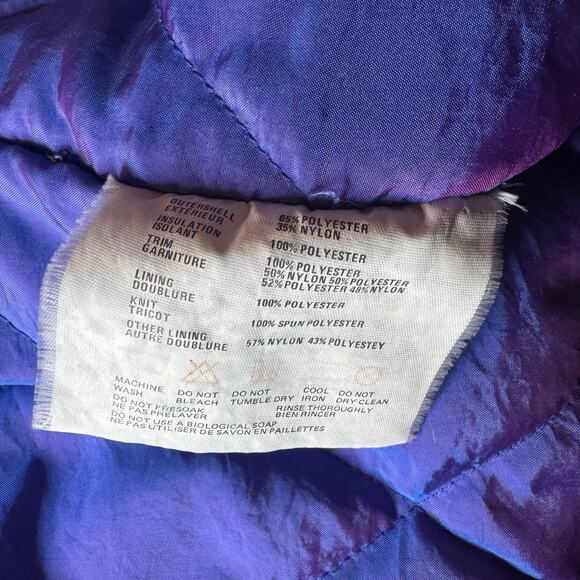 OUTERSHELL 65% POLYESTER
EXTÉRIEUR 35% NYLON
INSULATION
ISOLANT 100% POLYESTER
TRIM 100% POLYESTER
GARNITURE 50% NYLON 50% POLYESTER
LINING 52% POLYESTER 48% NYLON
DOUBLURE
KNIT 100% POLYESTER
TRICOT
OTHER LINING 100% SPUN POLYESTER
AUTRE DOUBLURE 57% NYLON 43% POLYESTEY
MACHINE DO NOT DO NOT COOL DO NOT
WASH BLEACH TUMBLE DRY IRON DRY CLEAN
DO NOT PRESOAK RINSE THOROUGHLY
NE PAS PRELAVER BIEN RINCER
DO NOT USE A BIOLOGICAL SOAP
NE PAS UTILISER DE SAVON EN PAILLETTES